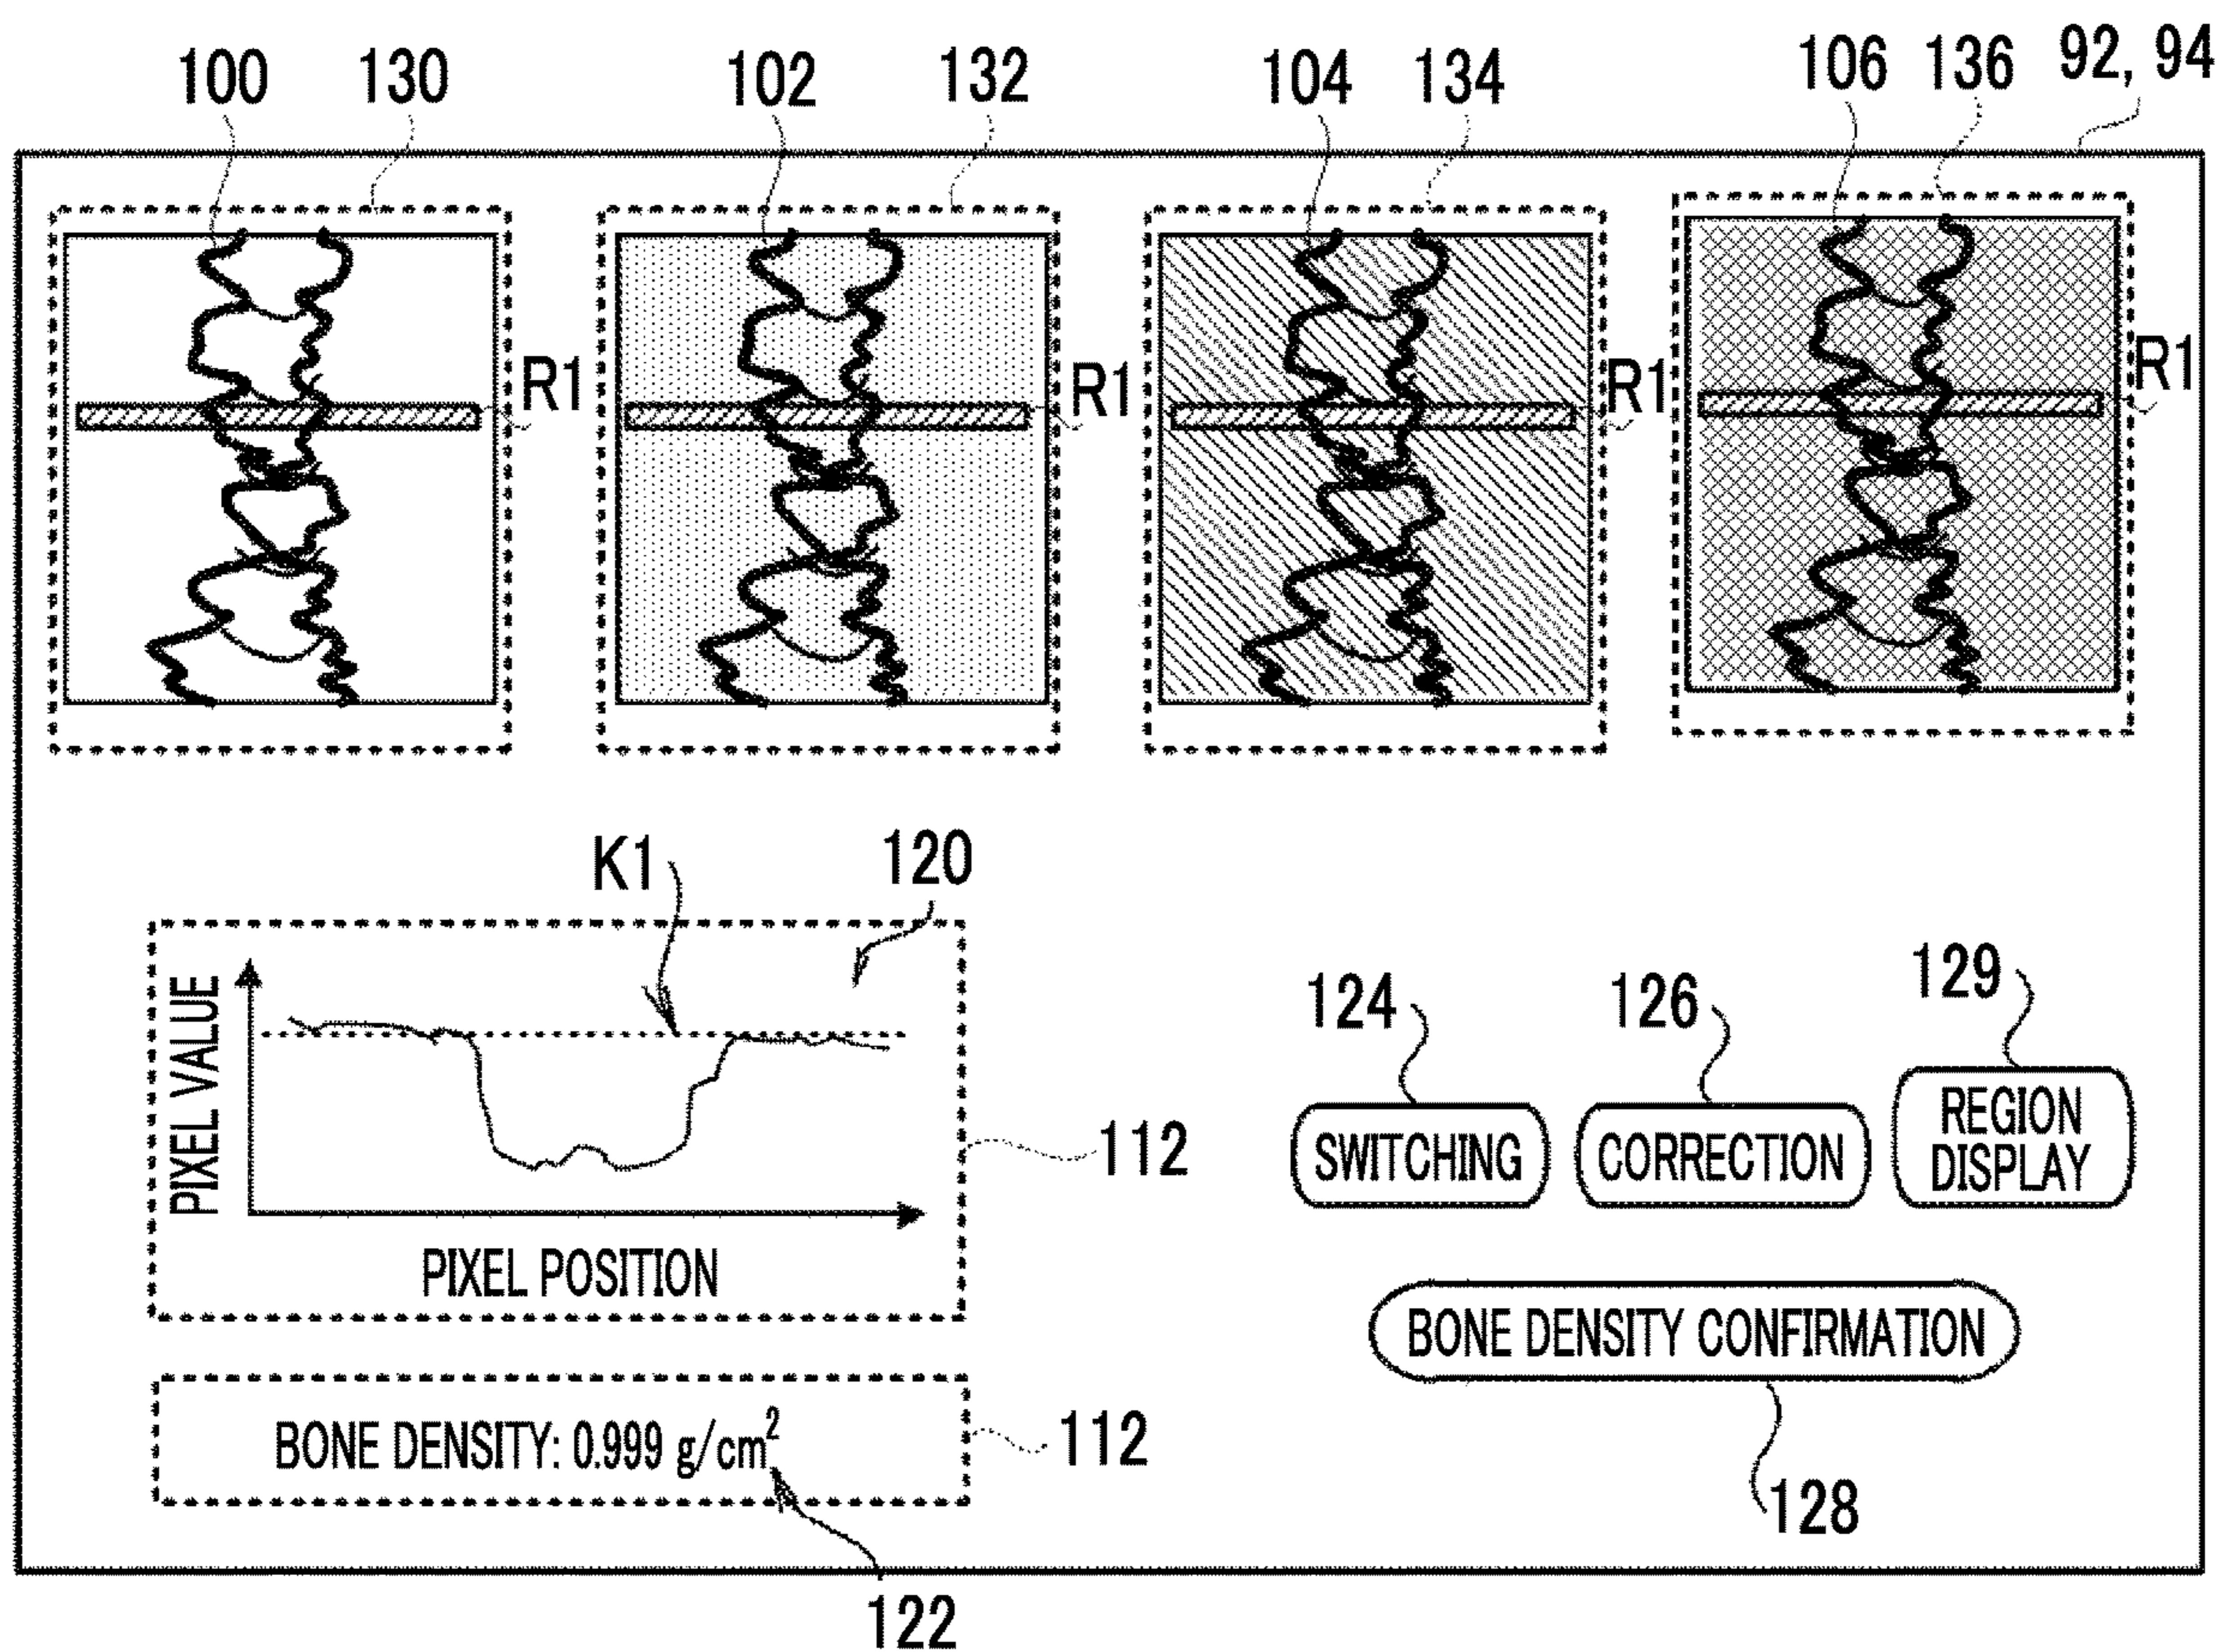 100 130 102 132 104 134 106 136 92, 94
R1 R1 R1 R1
K1 120
PIXEL VALUE
PIXEL POSITION
112
124 126 129
SWITCHING CORRECTION REGION
DISPLAY
BONE DENSITY CONFIRMATION
128
BONE DENSITY: 0.999 g/cm²
112
122